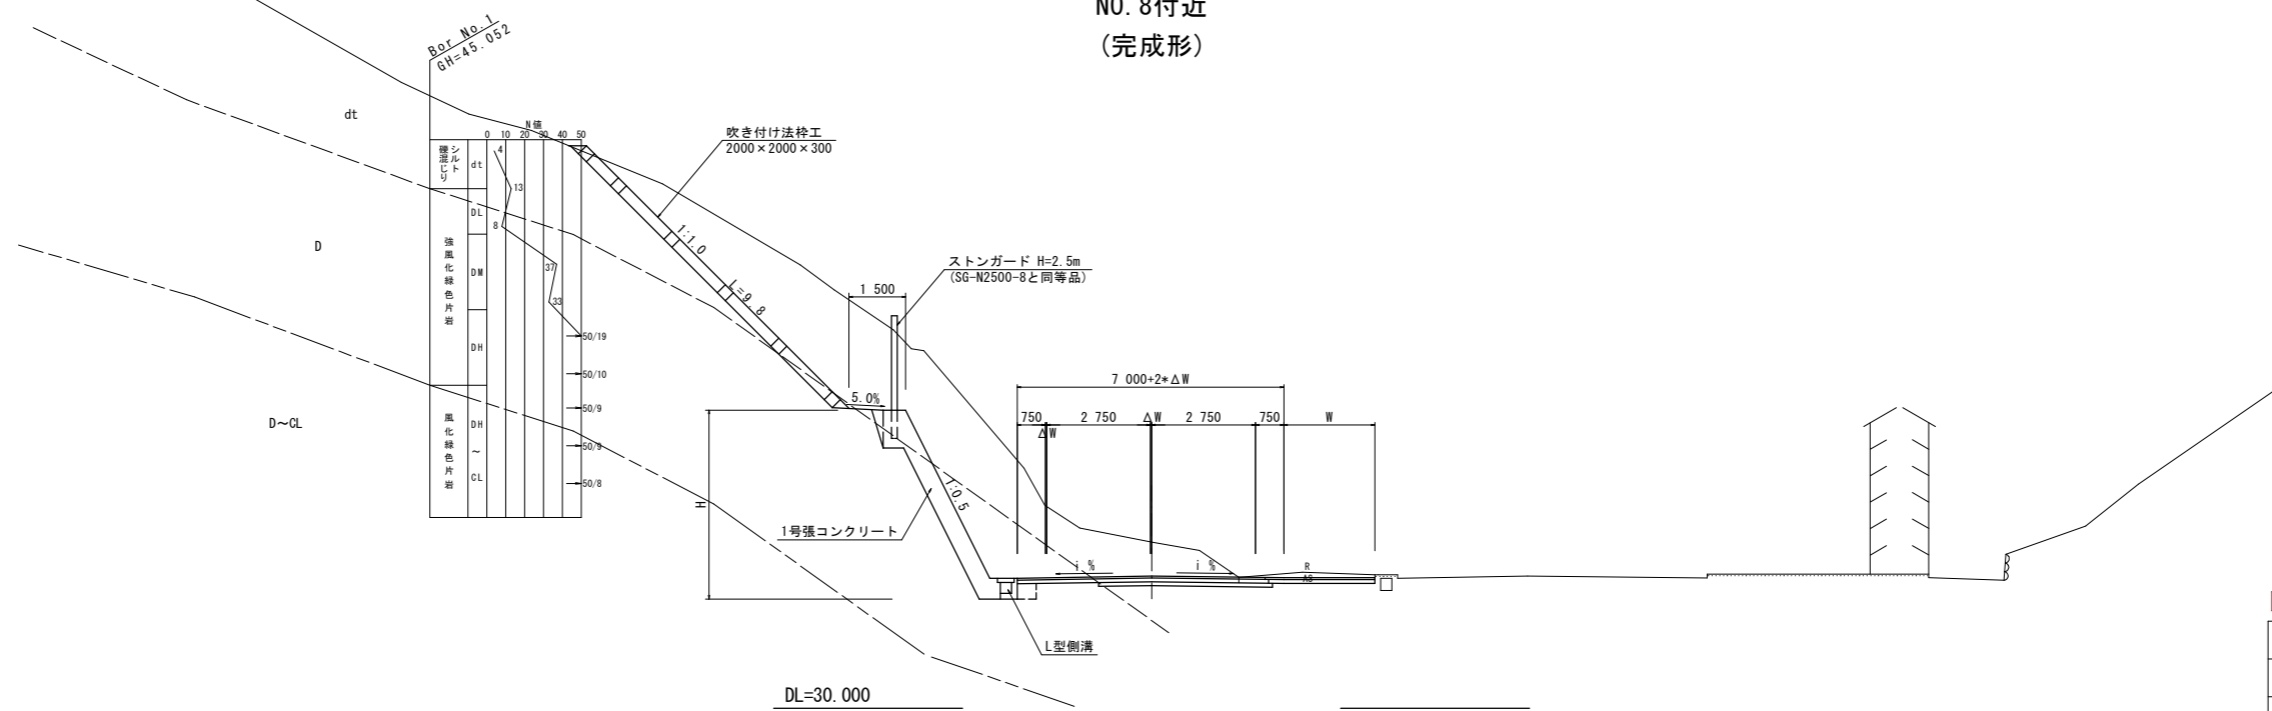 NO.8付近
(完成形)
Bor No.1
GH=45.052
dt
N値
0 10 20 30 40 50
吹き付け法枠工
2000×2000×300
礫混じり
シルト
dt
4
13
DL
8
D
強風化緑色片岩
DM
37
33
1:1.0
L=9.8
ストンガード H=2.5m
(SG-N2500-8と同等品)
1 500
DH
50/19
50/10
7 000+2*ΔW
5.0%
750 ΔW 2 750 ΔW 2 750 750 W
50/9
D~CL
風化緑色片岩
DH
~
CL
50/9
50/8
H
1:0.5
1号張コンクリート
i %
i %
R
AS
L型側溝
DL=30.000